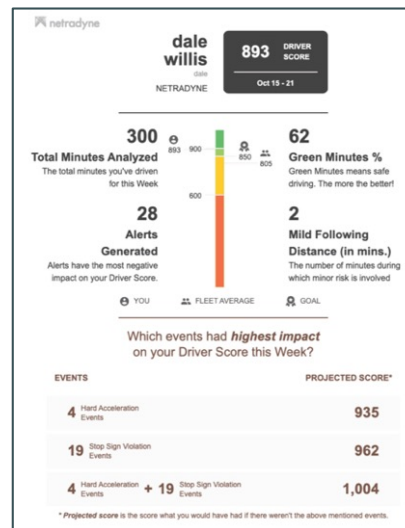 netradyne
dale
willis
dale
NETRADYNE
893 DRIVER
SCORE
Oct 15 - 21
300
Total Minutes Analyzed
The total minutes you've driven
for this Week
28
Alerts
Generated
Alerts have the most negative
impact on your Driver Score.
893
900
850
805
600
62
Green Minutes %
Green Minutes means safe
driving. The more the better!
2
Mild Following
Distance (in mins.)
The number of minutes during
which minor risk is involved
YOU FLEET AVERAGE GOAL
Which events had highest impact
on your Driver Score this Week?
EVENTS PROJECTED SCORE*
4 Hard Acceleration Events 935
19 Stop Sign Violation Events 962
4 Hard Acceleration Events + 19 Stop Sign Violation Events 1,004
* Projected score is the score what you would have had if there weren't the above mentioned events.